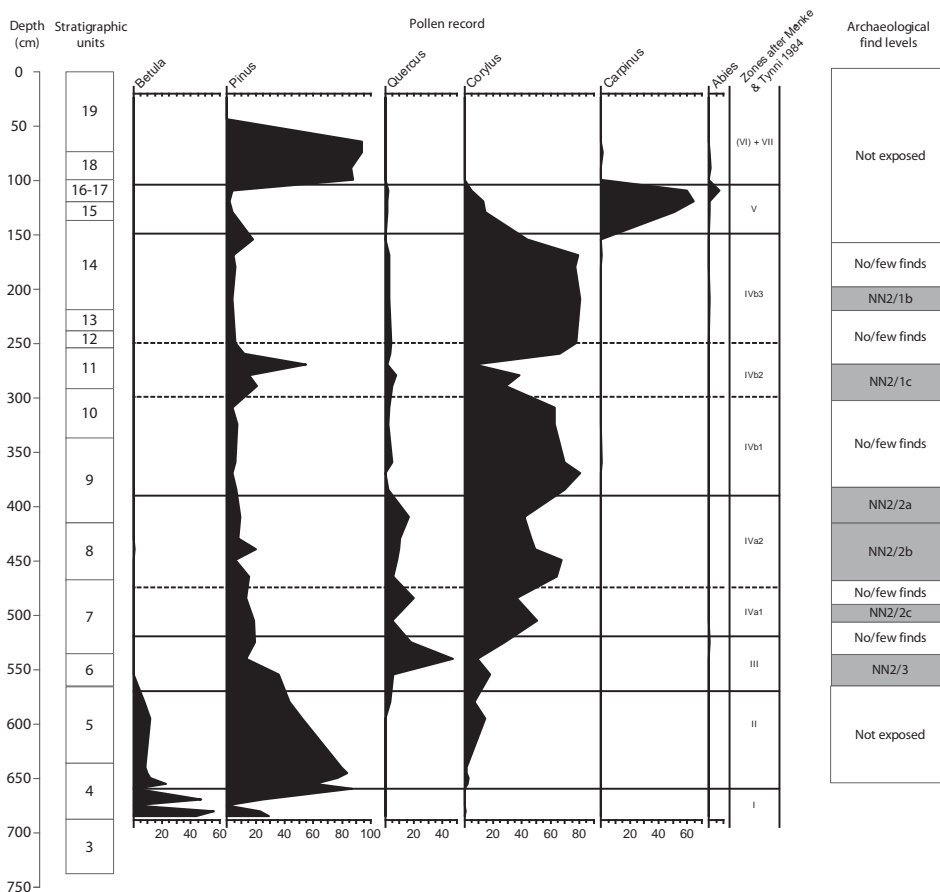 Depth
(cm)
Stratigraphic
units
Pollen record
Archaeological
find levels
Betula
Pinus
Quercus
Corylus
Carpinus
Abies
Zones after Menke
& Tynni 1984
0
50
100
150
200
250
300
350
400
450
500
550
600
650
700
750
19
18
16-17
15
14
13
12
11
10
9
8
7
6
5
4
3
20 40 60
20 40 60 80 100
20 40
20 40 60 80
20 40 60
(VI) + VII
V
IVb3
IVb2
IVb1
IVa2
IVa1
III
II
I
Not exposed
No/few finds
NN2/1b
No/few finds
NN2/1c
No/few finds
NN2/2a
NN2/2b
No/few finds
NN2/2c
No/few finds
NN2/3
Not exposed